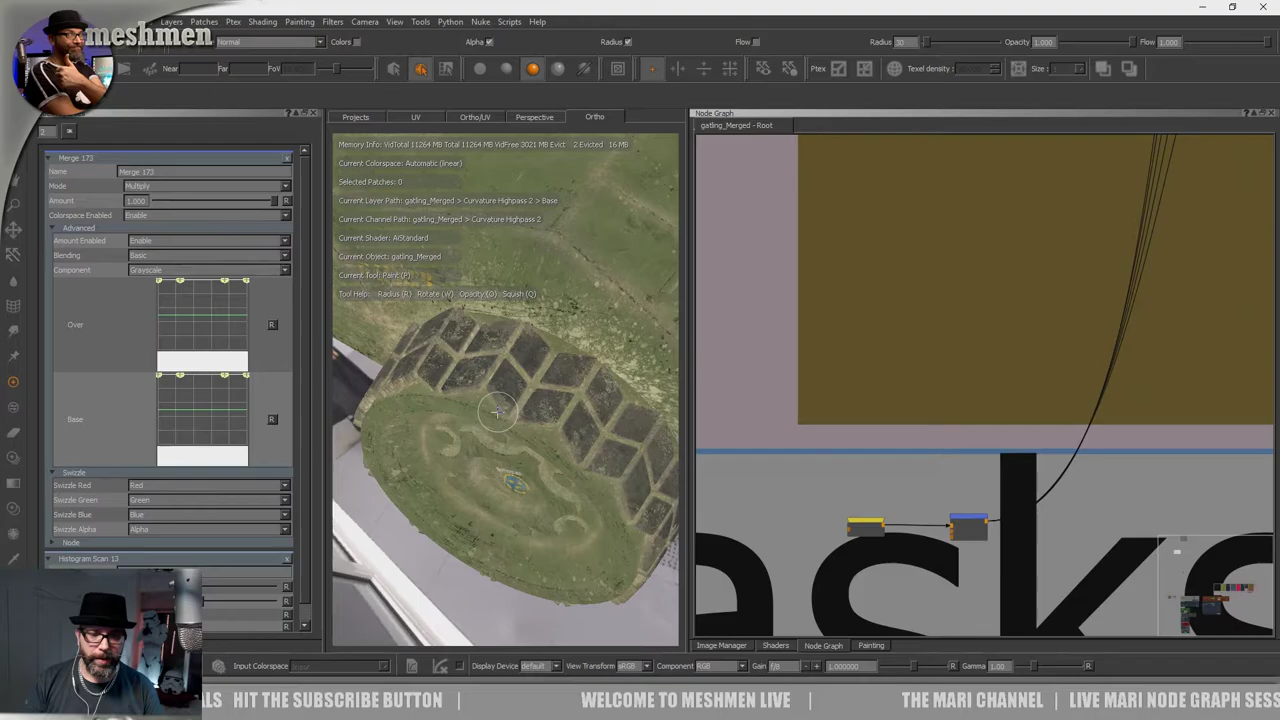 Layers Patches Ptex Shading Painting Filters Camera View Tools Python Nuke Scripts Help
meshmen
Normal Colors Alpha Radius Flow Radius 30 Opacity 1.000 Flow 1.000
Near Far FoV Ptex Texel density: Size : 1
Projects UV Ortho/UV Perspective Ortho Node Graph
gatling_Merged - Root
2
Merge 173
Name Merge 173
Mode Multiply
Amount 1.000 R
Colorspace Enabled Enable
Advanced
Amount Enabled Enable
Blending Basic
Component Grayscale
Over R
Base R
Swizzle
Swizzle Red Red
Swizzle Green Green
Swizzle Blue Blue
Swizzle Alpha Alpha
Node
Histogram Scan 13
R
R
R
R
Memory Info: VidTotal 11264 MB Total 11264 MB VidFree 3021 MB Evict 2 Evicted 16 MB
Current Colorspace: Automatic (linear)
Selected Patches: 0
Current Layer Path: gatling_Merged > Curvature Highpass 2 > Base
Current Channel Path: gatling_Merged > Curvature Highpass 2
Current Shader: AiStandard
Current Object: gatling_Merged
Current Tool: Paint (P)
Tool Help: Radius (R) Rotate (W) Opacity (O) Squish (Q)
asks
Image Manager Shaders Node Graph Painting
Input Colorspace Display Device default View Transform sRGB Component RGB Gain f/8 - + 1.000000 R Gamma 1.00 R
ALS HIT THE SUBSCRIBE BUTTON | WELCOME TO MESHMEN LIVE | THE MARI CHANNEL | LIVE MARI NODE GRAPH SESS